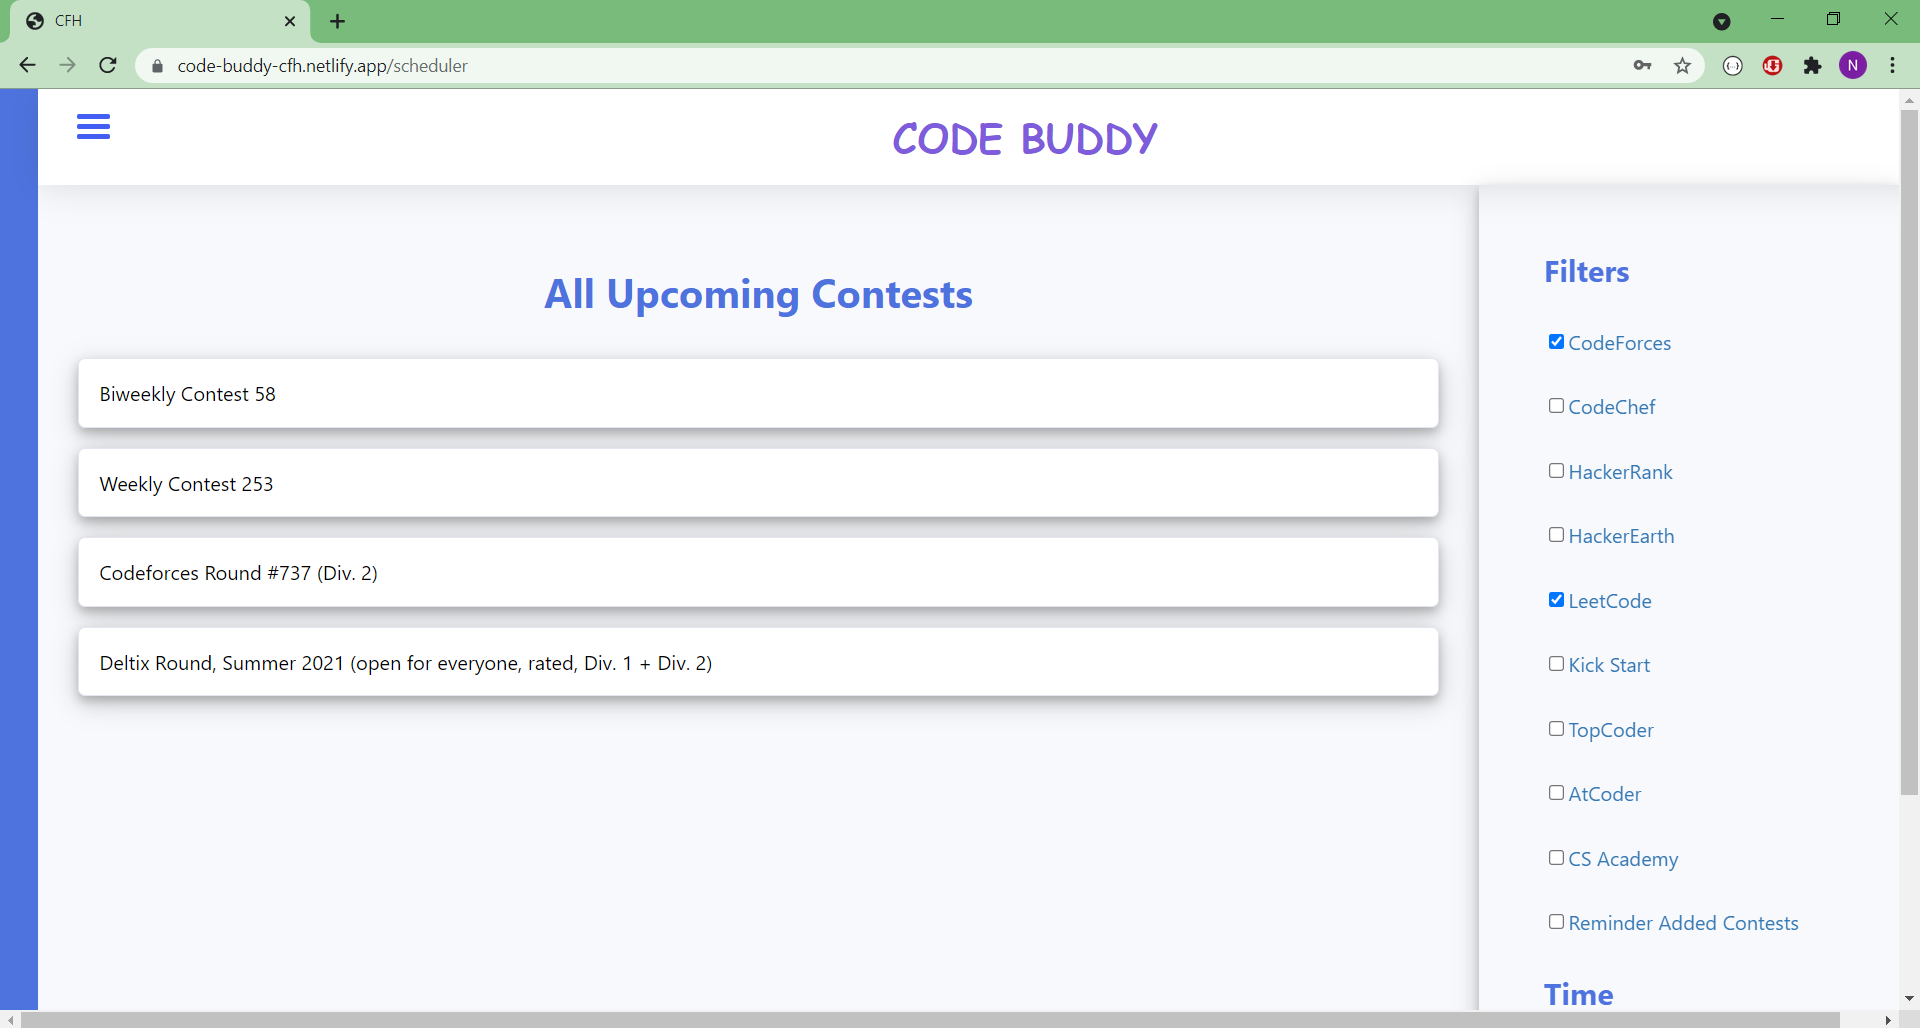 CFH
code-buddy-cfh.netlify.app/scheduler
N
CODE BUDDY
All Upcoming Contests
Biweekly Contest 58
Weekly Contest 253
Codeforces Round #737 (Div. 2)
Deltix Round, Summer 2021 (open for everyone, rated, Div. 1 + Div. 2)
Filters
CodeForces
CodeChef
HackerRank
HackerEarth
LeetCode
Kick Start
TopCoder
AtCoder
CS Academy
Reminder Added Contests
Time